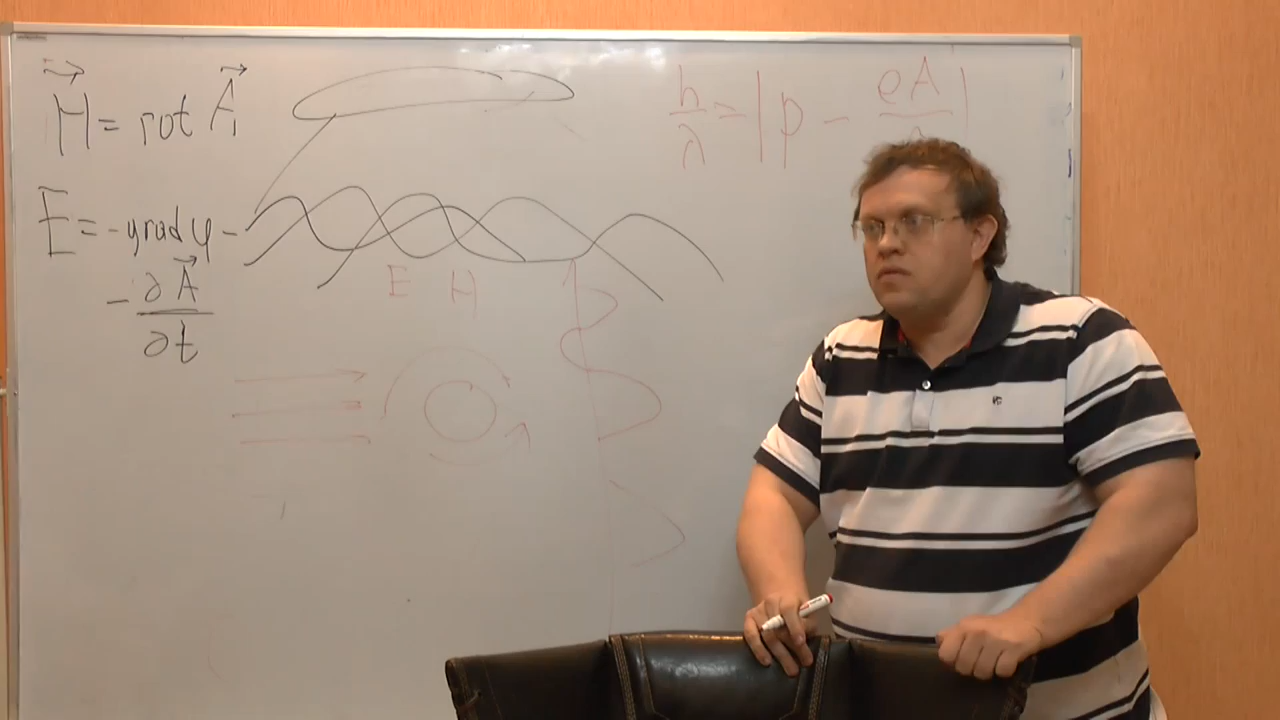 H⃗ = rot A⃗
h/λ = |p - eA/
E = -grad φ -
- ∂A⃗/∂t
E H